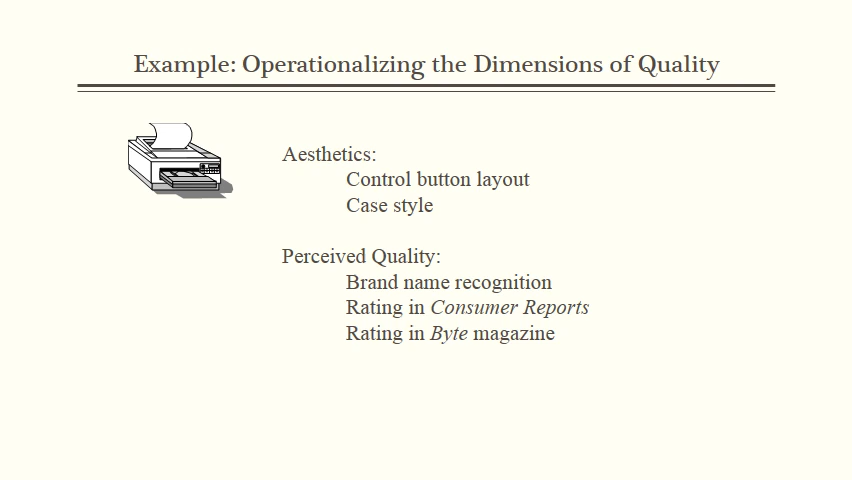 Example: Operationalizing the Dimensions of Quality
Aesthetics:
Control button layout
Case style
Perceived Quality:
Brand name recognition
Rating in Consumer Reports
Rating in Byte magazine